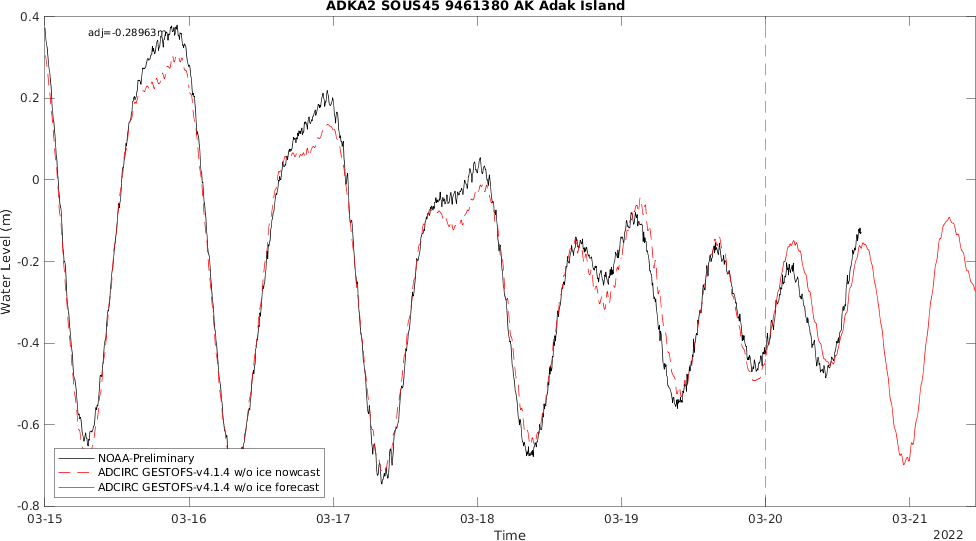 ADKA2 SOUS45 9461380 AK Adak Island
adj=-0.28963m
0.4
0.2
0
-0.2
-0.4
-0.6
-0.8
Water Level (m)
NOAA-Preliminary
ADCIRC GESTOFS-v4.1.4 w/o ice nowcast
ADCIRC GESTOFS-v4.1.4 w/o ice forecast
03-15
03-16
03-17
03-18
03-19
03-20
03-21
Time
2022